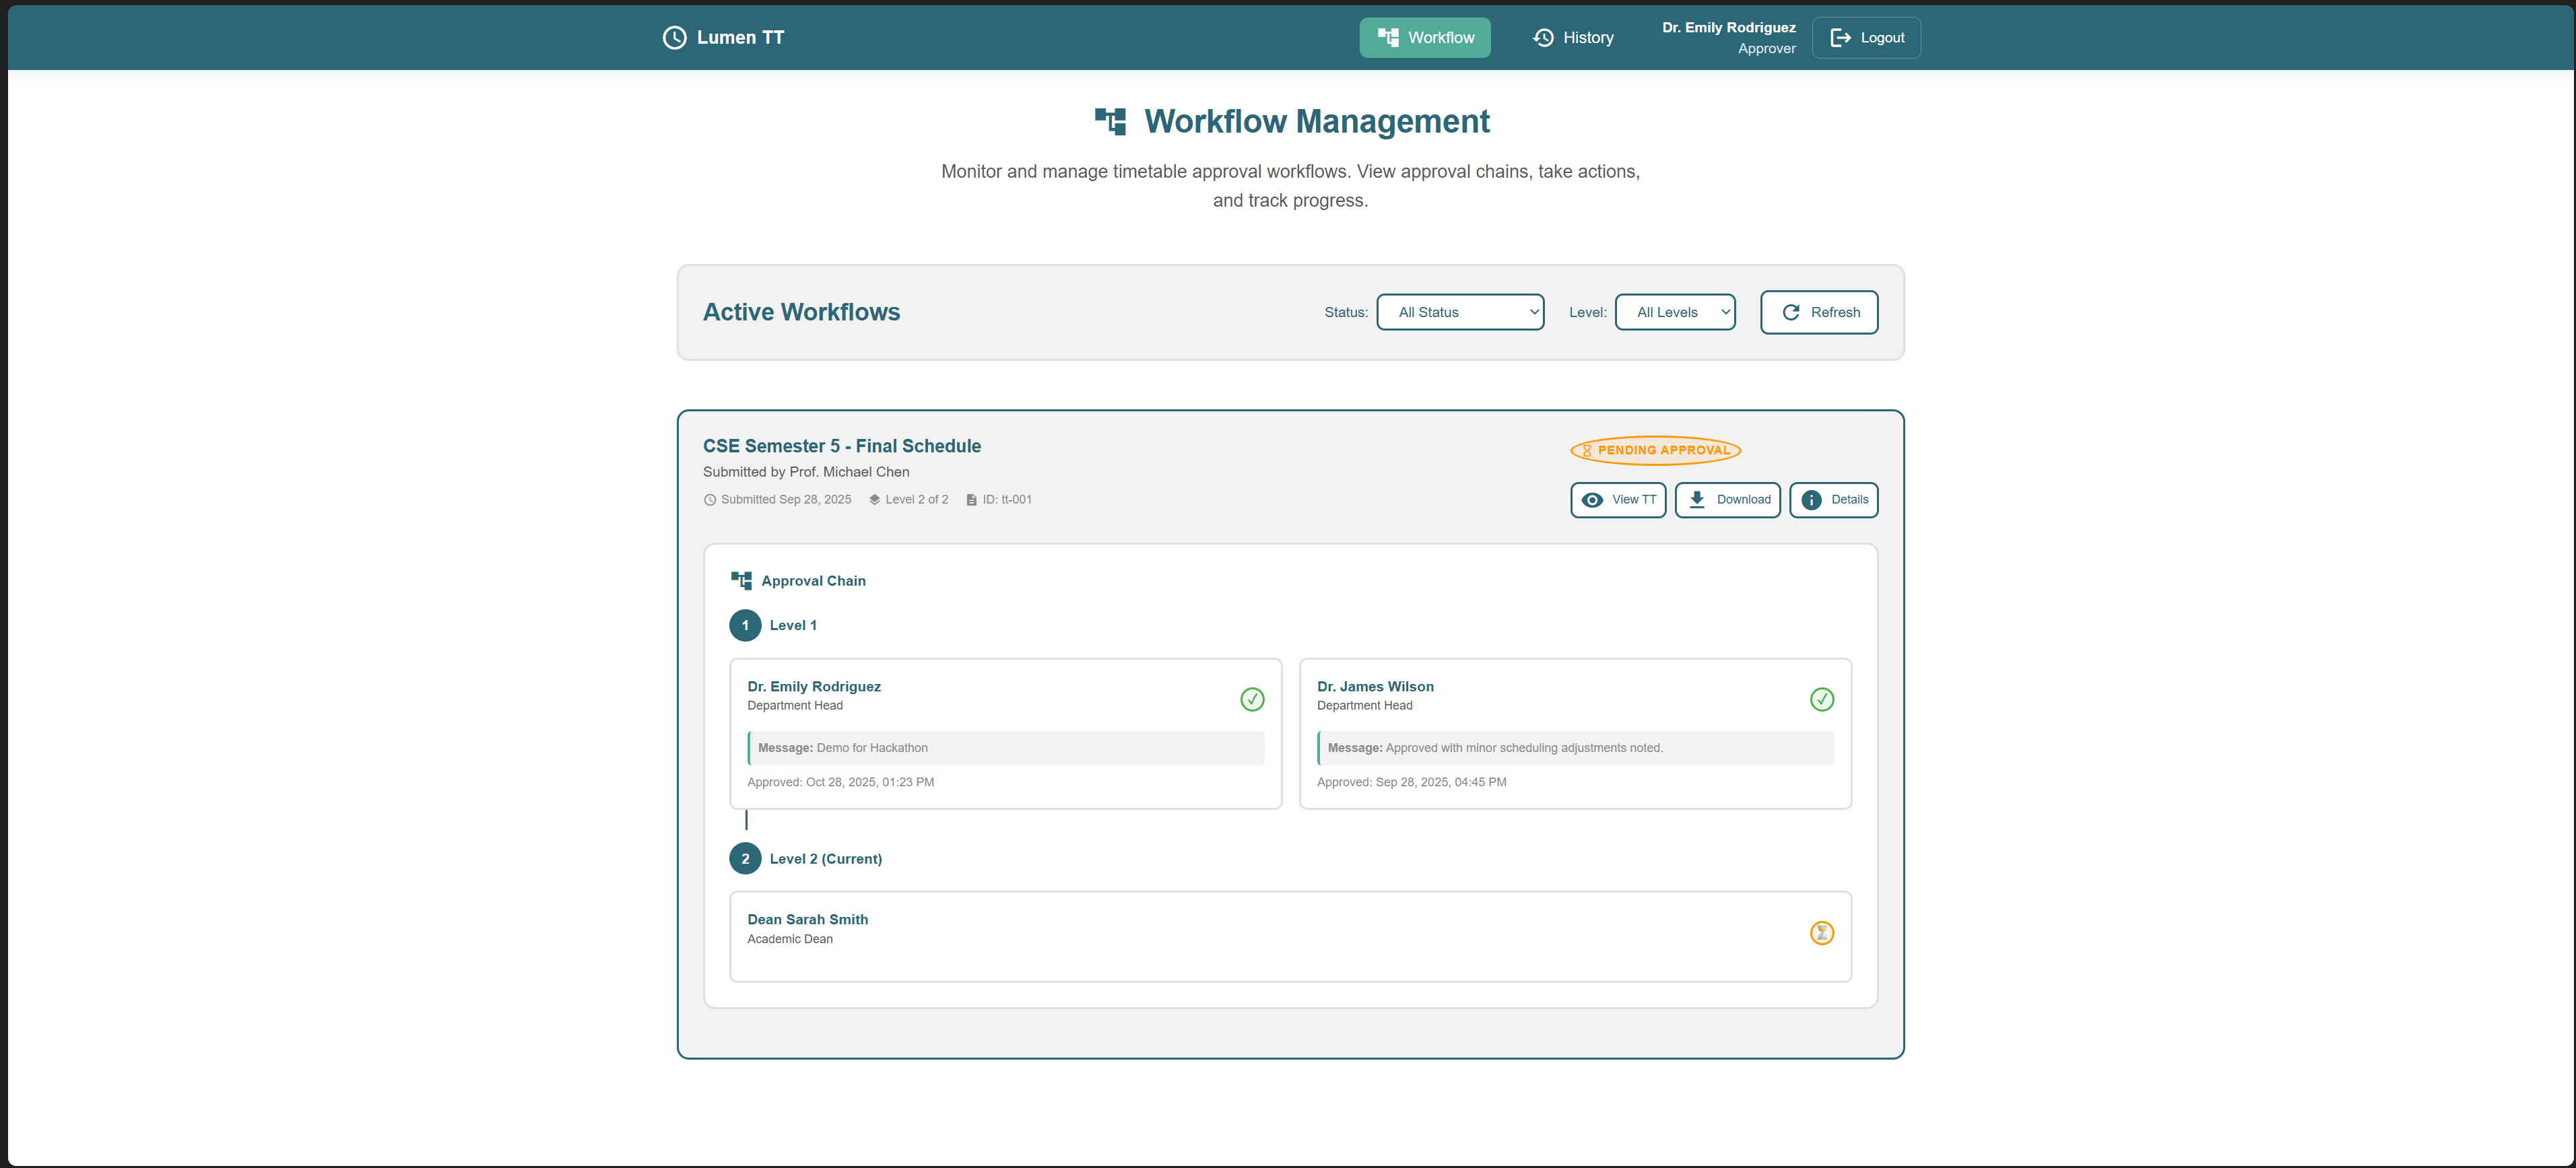 Lumen TT
Workflow
History
Dr. Emily Rodriguez
Approver
Logout
Workflow Management
Monitor and manage timetable approval workflows. View approval chains, take actions,
and track progress.
Active Workflows
Status:
All Status
Level:
All Levels
Refresh
CSE Semester 5 - Final Schedule
PENDING APPROVAL
Submitted by Prof. Michael Chen
Submitted Sep 28, 2025
Level 2 of 2
ID: tt-001
View TT
Download
Details
Approval Chain
1
Level 1
Dr. Emily Rodriguez
Department Head
Message: Demo for Hackathon
Approved: Oct 28, 2025, 01:23 PM
Dr. James Wilson
Department Head
Message: Approved with minor scheduling adjustments noted.
Approved: Sep 28, 2025, 04:45 PM
2
Level 2 (Current)
Dean Sarah Smith
Academic Dean